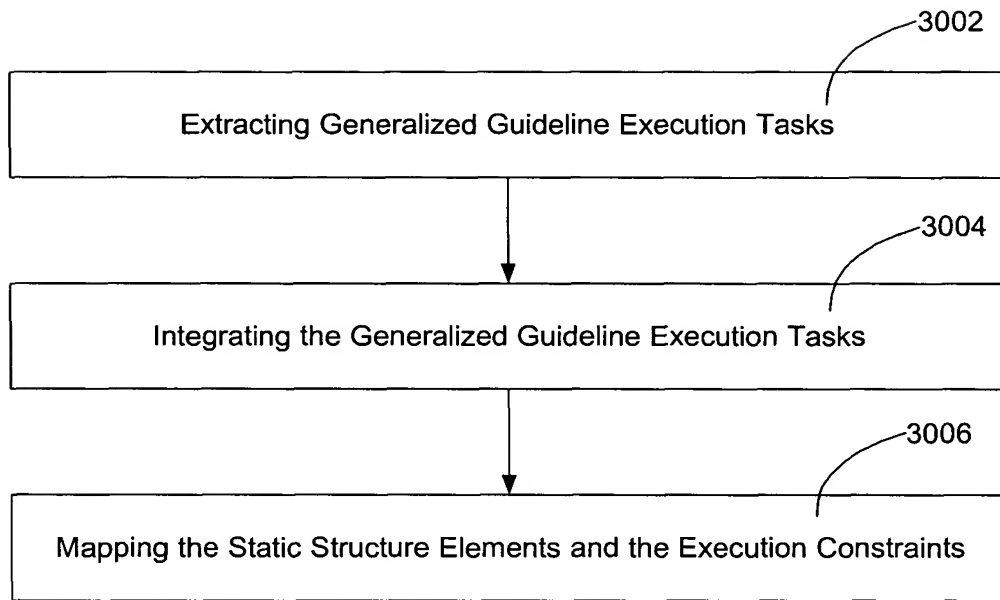 3002
Extracting Generalized Guideline Execution Tasks
3004
Integrating the Generalized Guideline Execution Tasks
3006
Mapping the Static Structure Elements and the Execution Constraints